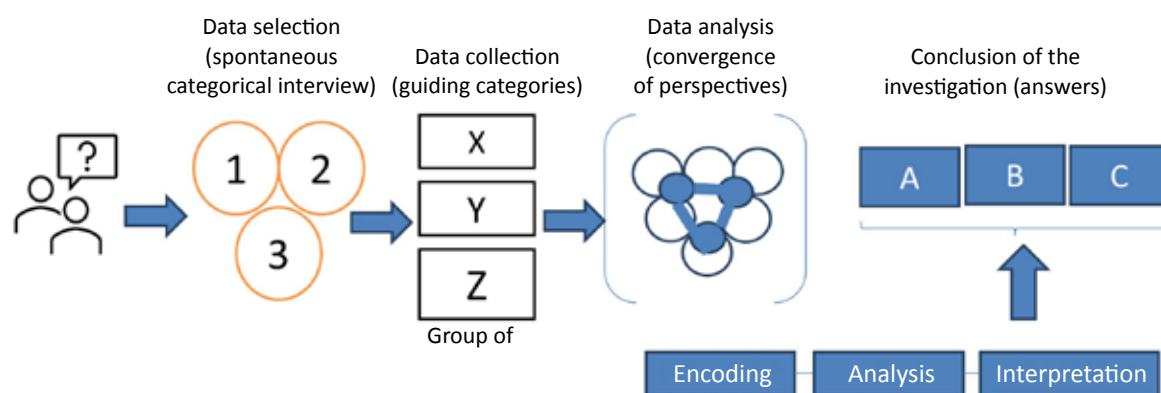 Data selection
(spontaneous
categorical interview)
Data collection
(guiding categories)
Data analysis
(convergence
of perspectives)
Conclusion of the
investigation (answers)
?
1
2
3
X
Y
Z
Group of
A
B
C
Encoding
Analysis
Interpretation